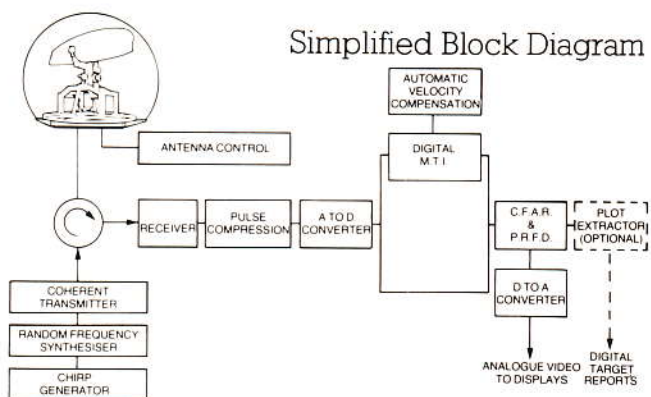 Simplified Block Diagram
AUTOMATIC
VELOCITY
COMPENSATION
ANTENNA CONTROL
DIGITAL
M.T.I.
RECEIVER
PULSE
COMPRESSION
A TO D
CONVERTER
C.F.A.R.
&
P.R.F.D.
PLOT
EXTRACTOR
(OPTIONAL)
COHERENT
TRANSMITTER
D TO A
CONVERTER
RANDOM FREQUENCY
SYNTHESISER
CHIRP
GENERATOR
ANALOGUE VIDEO
TO DISPLAYS
DIGITAL
TARGET
REPORTS